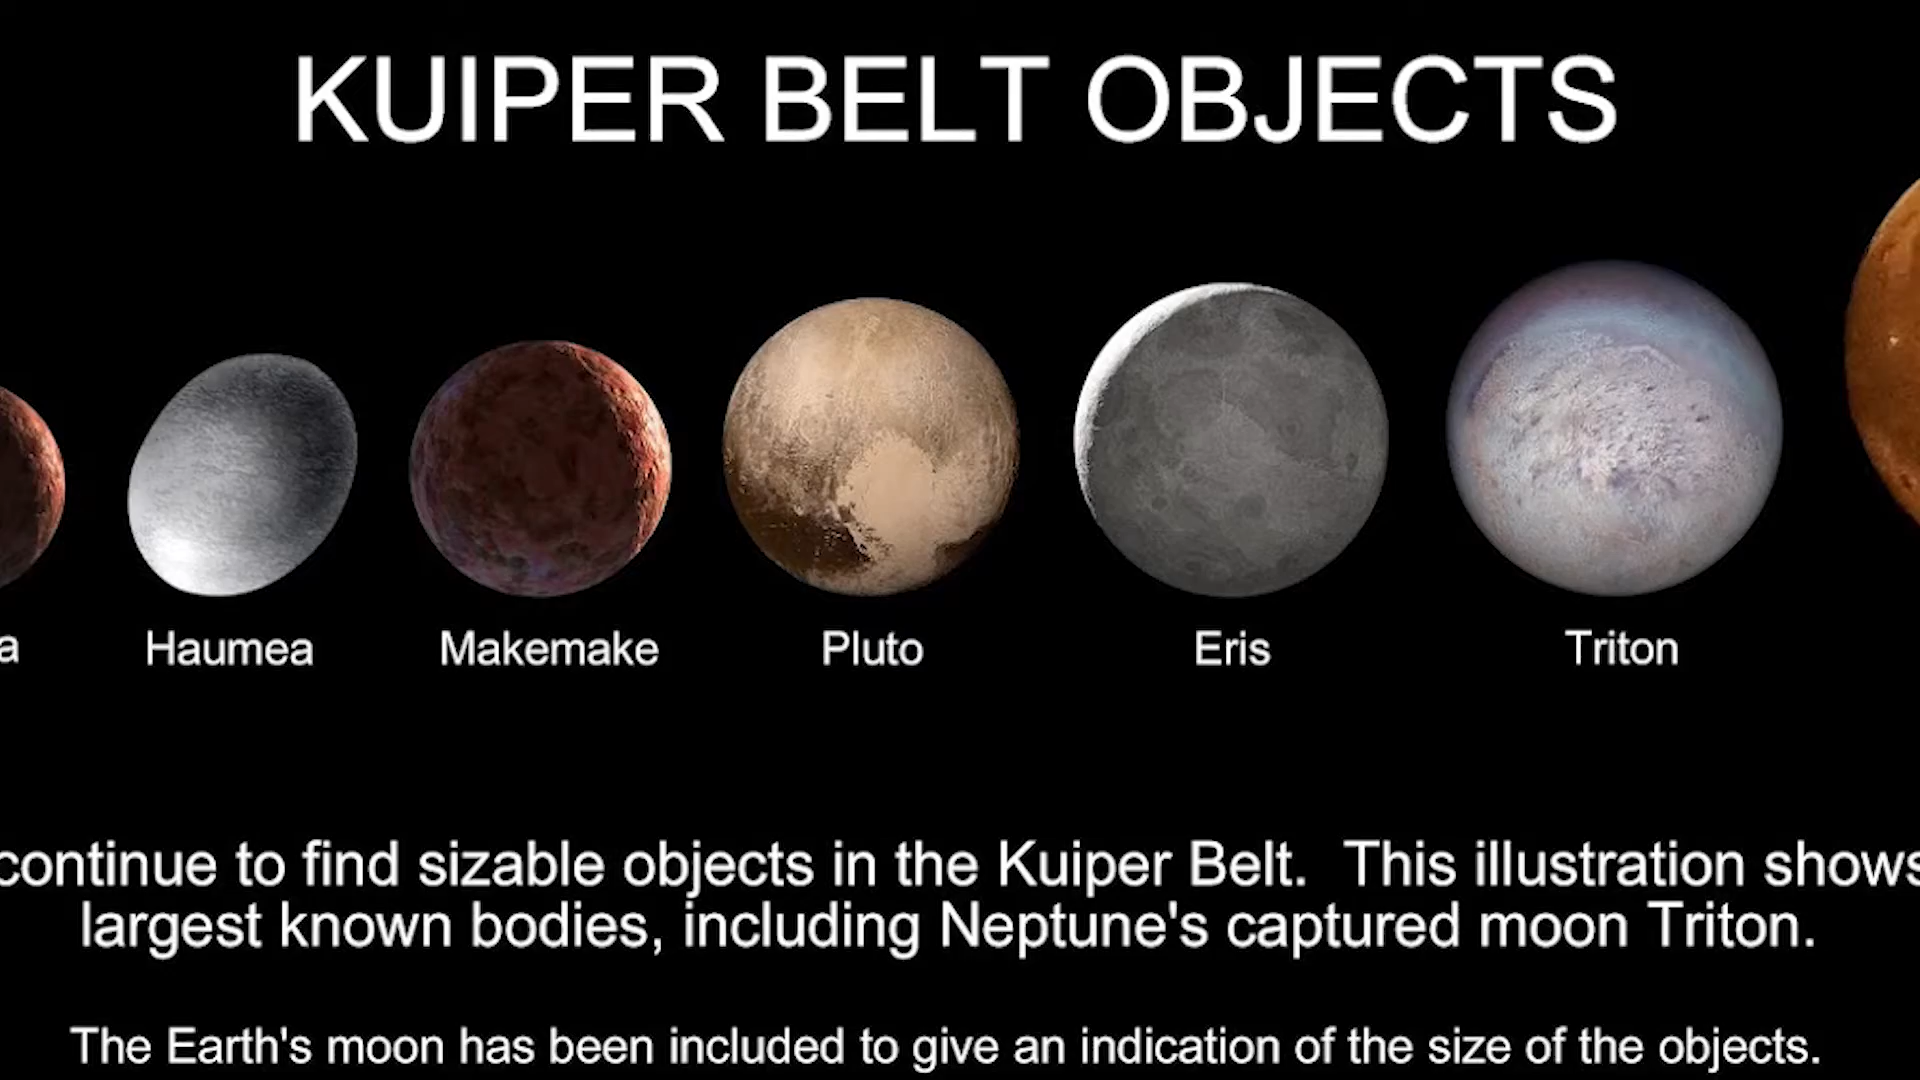 KUIPER BELT OBJECTS
a Haumea Makemake Pluto Eris Triton
continue to find sizable objects in the Kuiper Belt. This illustration shows
largest known bodies, including Neptune's captured moon Triton.
The Earth's moon has been included to give an indication of the size of the objects.